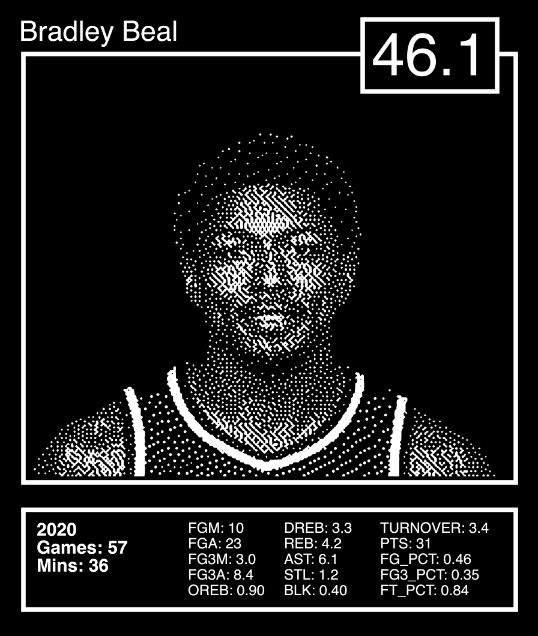 Bradley Beal
46.1
2020
Games: 57
Mins: 36
FGM: 10
FGA: 23
FG3M: 3.0
FG3A: 8.4
OREB: 0.90
DREB: 3.3
REB: 4.2
AST: 6.1
STL: 1.2
BLK: 0.40
TURNOVER: 3.4
PTS: 31
FG_PCT: 0.46
FG3_PCT: 0.35
FT_PCT: 0.84